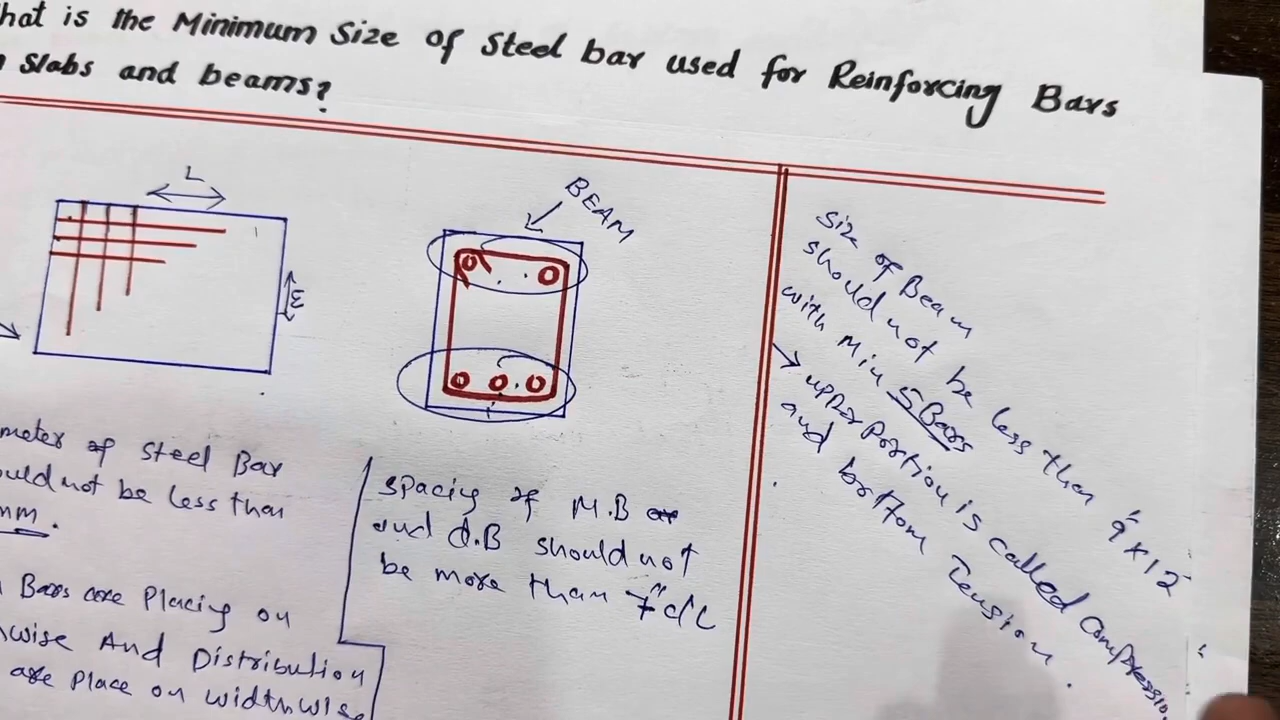 hat is the Minimum Size of Steel bar used for Reinforcing Bars
n Slabs and beams?
L
W
BEAM
meter of Steel Bar
ould not be less than
mm.
Bars are Placing on
wise And Distribution
are Place on widthwise
Spacing of M.B
and d.B should not
be more than 7" c/c
Size of Beam
should not be less than 9"x12"
with Min 5Bars
→ upper portion is called Compression
and bottom Tension.